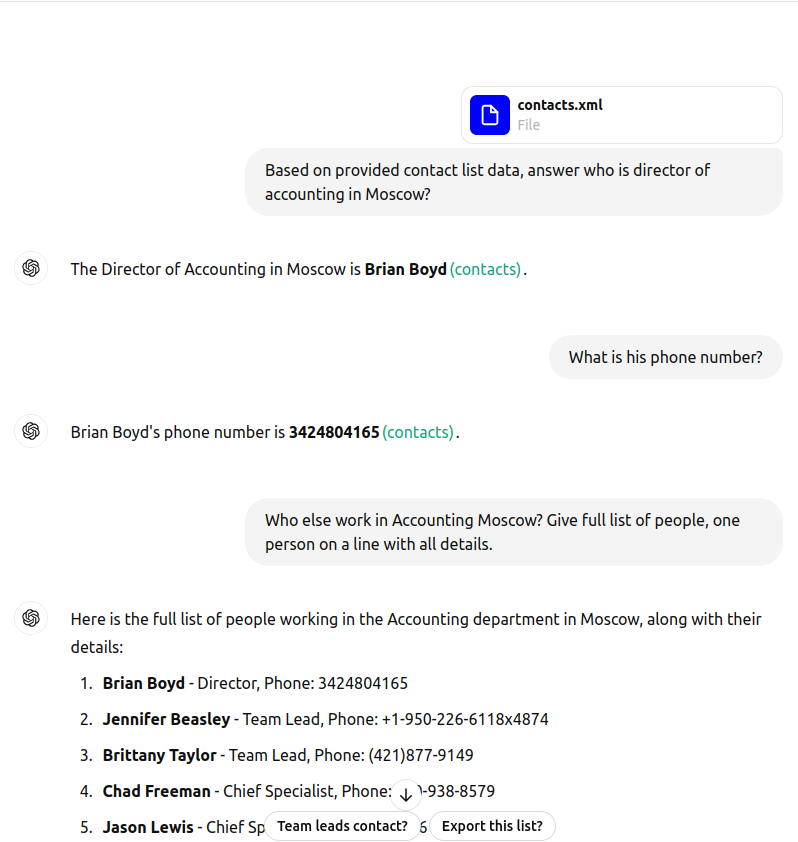 contacts.xml
File
Based on provided contact list data, answer who is director of
accounting in Moscow?
The Director of Accounting in Moscow is Brian Boyd (contacts).
What is his phone number?
Brian Boyd's phone number is 3424804165 (contacts).
Who else work in Accounting Moscow? Give full list of people, one
person on a line with all details.
Here is the full list of people working in the Accounting department in Moscow, along with their
details:
1. Brian Boyd - Director, Phone: 3424804165
2. Jennifer Beasley - Team Lead, Phone: +1-950-226-6118x4874
3. Brittany Taylor - Team Lead, Phone: (421)877-9149
4. Chad Freeman - Chief Specialist, Phone: -938-8579
5. Jason Lewis - Chief
Team leads contact?
Export this list?